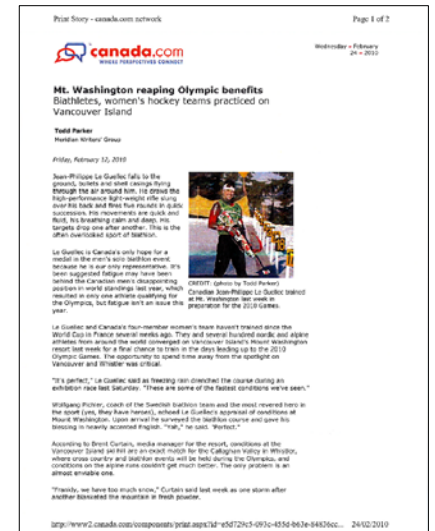 Print Story - canada.com network
Page 1 of 2
canada.com
WHERE PERSPECTIVES CONNECT
Wednesday » February
24 » 2010
Mt. Washington reaping Olympic benefits
Biathletes, women's hockey teams practiced on
Vancouver Island
Todd Parker
Meridian Writers' Group
Friday, February 12, 2010
Jean-Philippe Le Guellec falls to the
ground, bullets and shell casings flying
through the air around him. He drove the
high-performance light-weight rifle slung
over his back and fires five rounds in quick
succession. His movements are quick and
fluid, his breathing calm and deep. His
targets drop one after another. This is the
often overlooked sport of biathlon.
Le Guellec is Canada's only hope for a
medal in the men's solo biathlon event
because he is our only representative. It's
been suggested fatigue may have been
behind the Canadian men's disappointing
position in world standings last year, which
resulted in only one athlete qualifying for
the Olympics, but fatigue isn't an issue this
year.
CREDIT: (photo by Todd Parker)
Canadian Jean-Philippe Le Guellec trained
at Mt. Washington last week in
preparation for the 2010 Games.
Le Guellec and Canada's four-member women's team haven't trained since the
World Cup in France several weeks ago. They and several hundred nordic and alpine
athletes from around the world converged on Vancouver Island's Mount Washington
resort last week for a final chance to train in the days leading up to the 2010
Olympic Games. The opportunity to spend time away from the spotlight on
Vancouver and Whistler was critical.
"It's perfect," Le Guellec said as freezing rain drenched the course during an
exhibition race last Saturday. "These are some of the fastest conditions we've seen."
Wolfgang Pichler, coach of the Swedish biathlon team and the most revered hero in
the sport (yes, they have heroes), echoed Le Guellec's appraisal of conditions at
Mount Washington. Upon arrival he surveyed the biathlon course and gave his
blessing in heavily accented English. "Yah," he said. "Perfect."
According to Brent Curtain, media manager for the resort, conditions at the
Vancouver Island ski hill are an exact match for the Callaghan Valley in Whistler,
where cross country and biathlon events will be held during the Olympics, and
conditions on the alpine runs couldn't get much better. The only problem is an
almost enviable one.
"Frankly, we have too much snow," Curtain said last week as one storm after
another blanketed the mountain in fresh powder.
24/02/2010